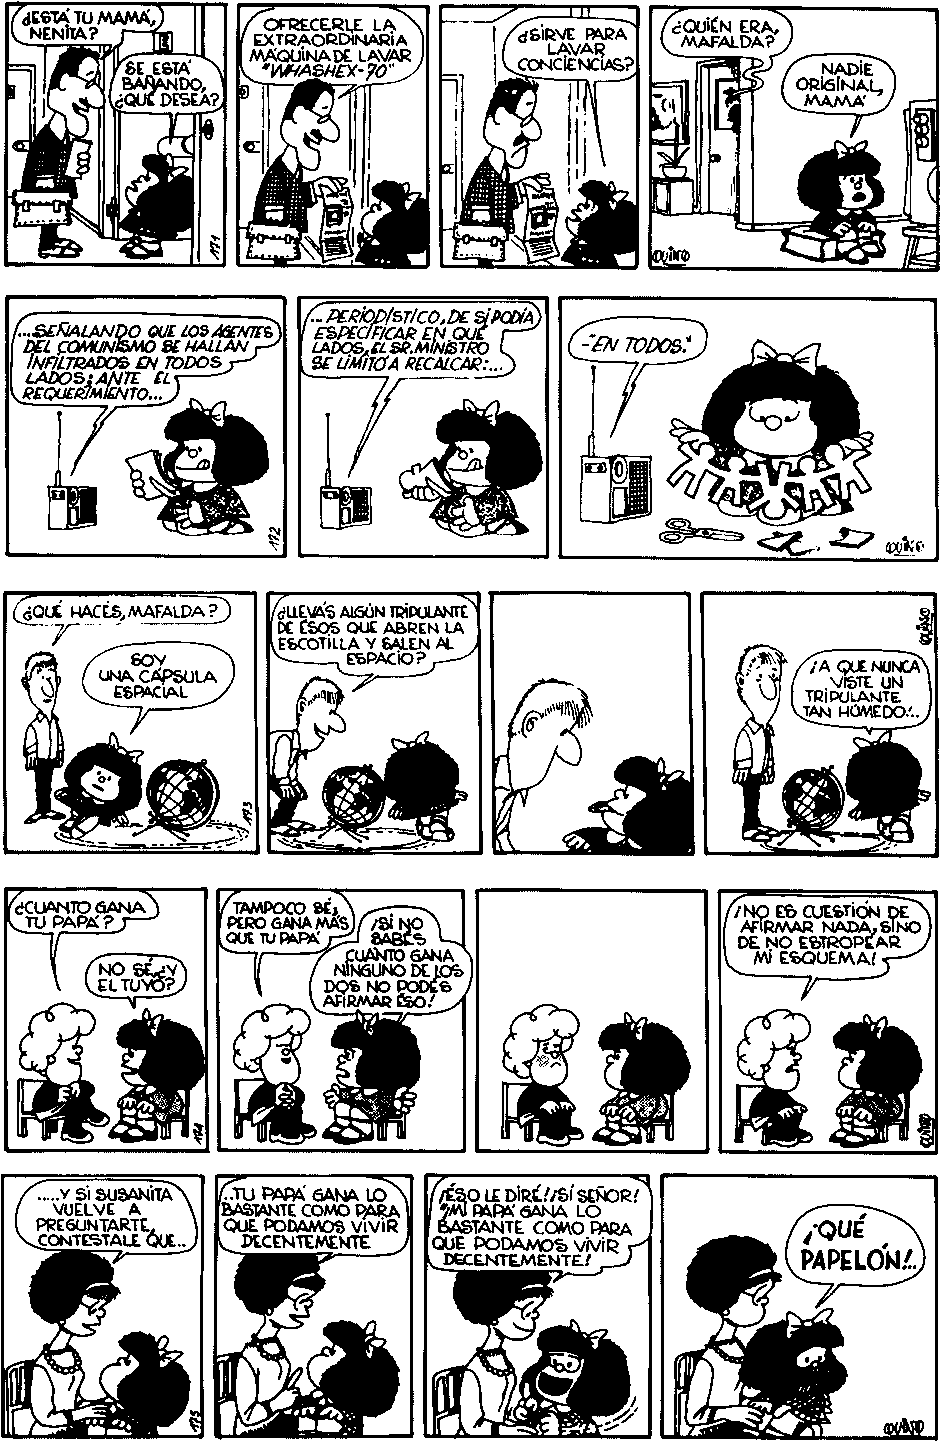 ¿ESTÁ TU MAMÁ,
NENITA?
SE ESTÁ
BAÑANDO,
¿QUÉ DESEA?
171
OFRECERLE LA
EXTRAORDINARIA
MÁQUINA DE LAVAR
"WHASHEX-70"
¿SIRVE PARA
LAVAR
CONCIENCIAS?
¿QUIÉN ERA,
MAFALDA?
NADIE
ORIGINAL,
MAMÁ
QUINO
...SEÑALANDO QUE LOS AGENTES
DEL COMUNISMO SE HALLAN
INFILTRADOS EN TODOS
LADOS; ANTE EL
REQUERIMIENTO...
172
...PERIODÍSTICO, DE SI PODÍA
ESPECIFICAR EN QUÉ
LADOS, EL SR. MINISTRO
SE LIMITÓ A RECALCAR:...
-"EN TODOS."
QUINO
¿QUÉ HACÉS, MAFALDA?
SOY
UNA CÁPSULA
ESPACIAL
173
¿LLEVÁS ALGÚN TRIPULANTE
DE ESOS QUE ABREN LA
ESCOTILLA Y SALEN AL
ESPACIO?
¡A QUE NUNCA
VISTE UN
TRIPULANTE
TAN HÚMEDO!..
QUINO
¿CUÁNTO GANA
TU PAPÁ?
NO SÉ, ¿Y
EL TUYO?
174
TAMPOCO SÉ,
PERO GANA MÁS
QUE TU PAPÁ
¡SI NO
SABÉS
CUÁNTO GANA
NINGUNO DE LOS
DOS NO PODÉS
AFIRMAR ESO!
¡NO ES CUESTIÓN DE
AFIRMAR NADA, SINO
DE NO ESTROPEAR
MI ESQUEMA!
QUINO
.....Y SI SUSANITA
VUELVE A
PREGUNTARTE,
CONTESTALE QUE..
175
..TU PAPÁ GANA LO
BASTANTE COMO PARA
QUE PODAMOS VIVIR
DECENTEMENTE
¡ÉSO LE DIRÉ! ¡SÍ SEÑOR!
¡MI PAPÁ GANA LO
BASTANTE COMO PARA
QUE PODAMOS VIVIR
DECENTEMENTE!
¡QUÉ
PAPELÓN!..
QUINO